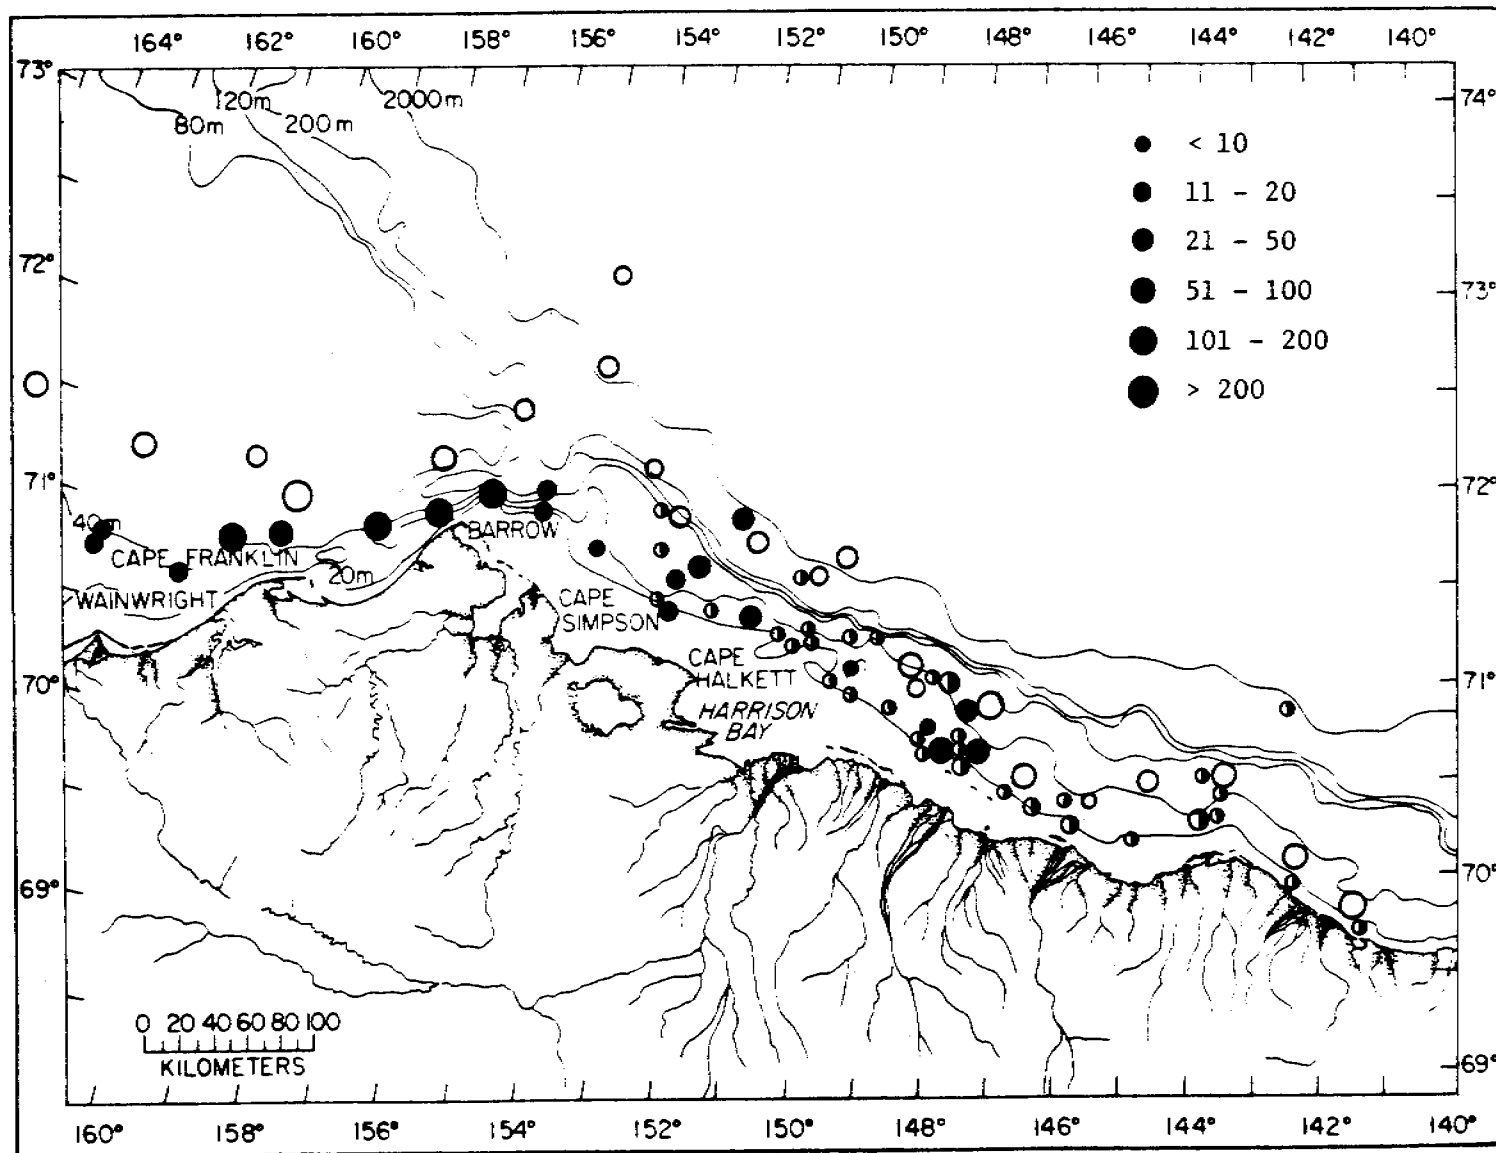 164° 162° 160° 158° 156° 154° 152° 150° 148° 146° 144° 142° 140°
73°
74°
120m
2000m
80m
200m
< 10
11 - 20
21 - 50
51 - 100
101 - 200
> 200
72°
73°
71°
72°
40m
BARROW
CAPE FRANKLIN
20m
WAINWRIGHT
CAPE
SIMPSON
CAPE
HALKETT
70°
71°
HARRISON
BAY
69°
70°
0 20 40 60 80 100
KILOMETERS
69°
160° 158° 156° 154° 152° 150° 148° 146° 144° 142° 140°